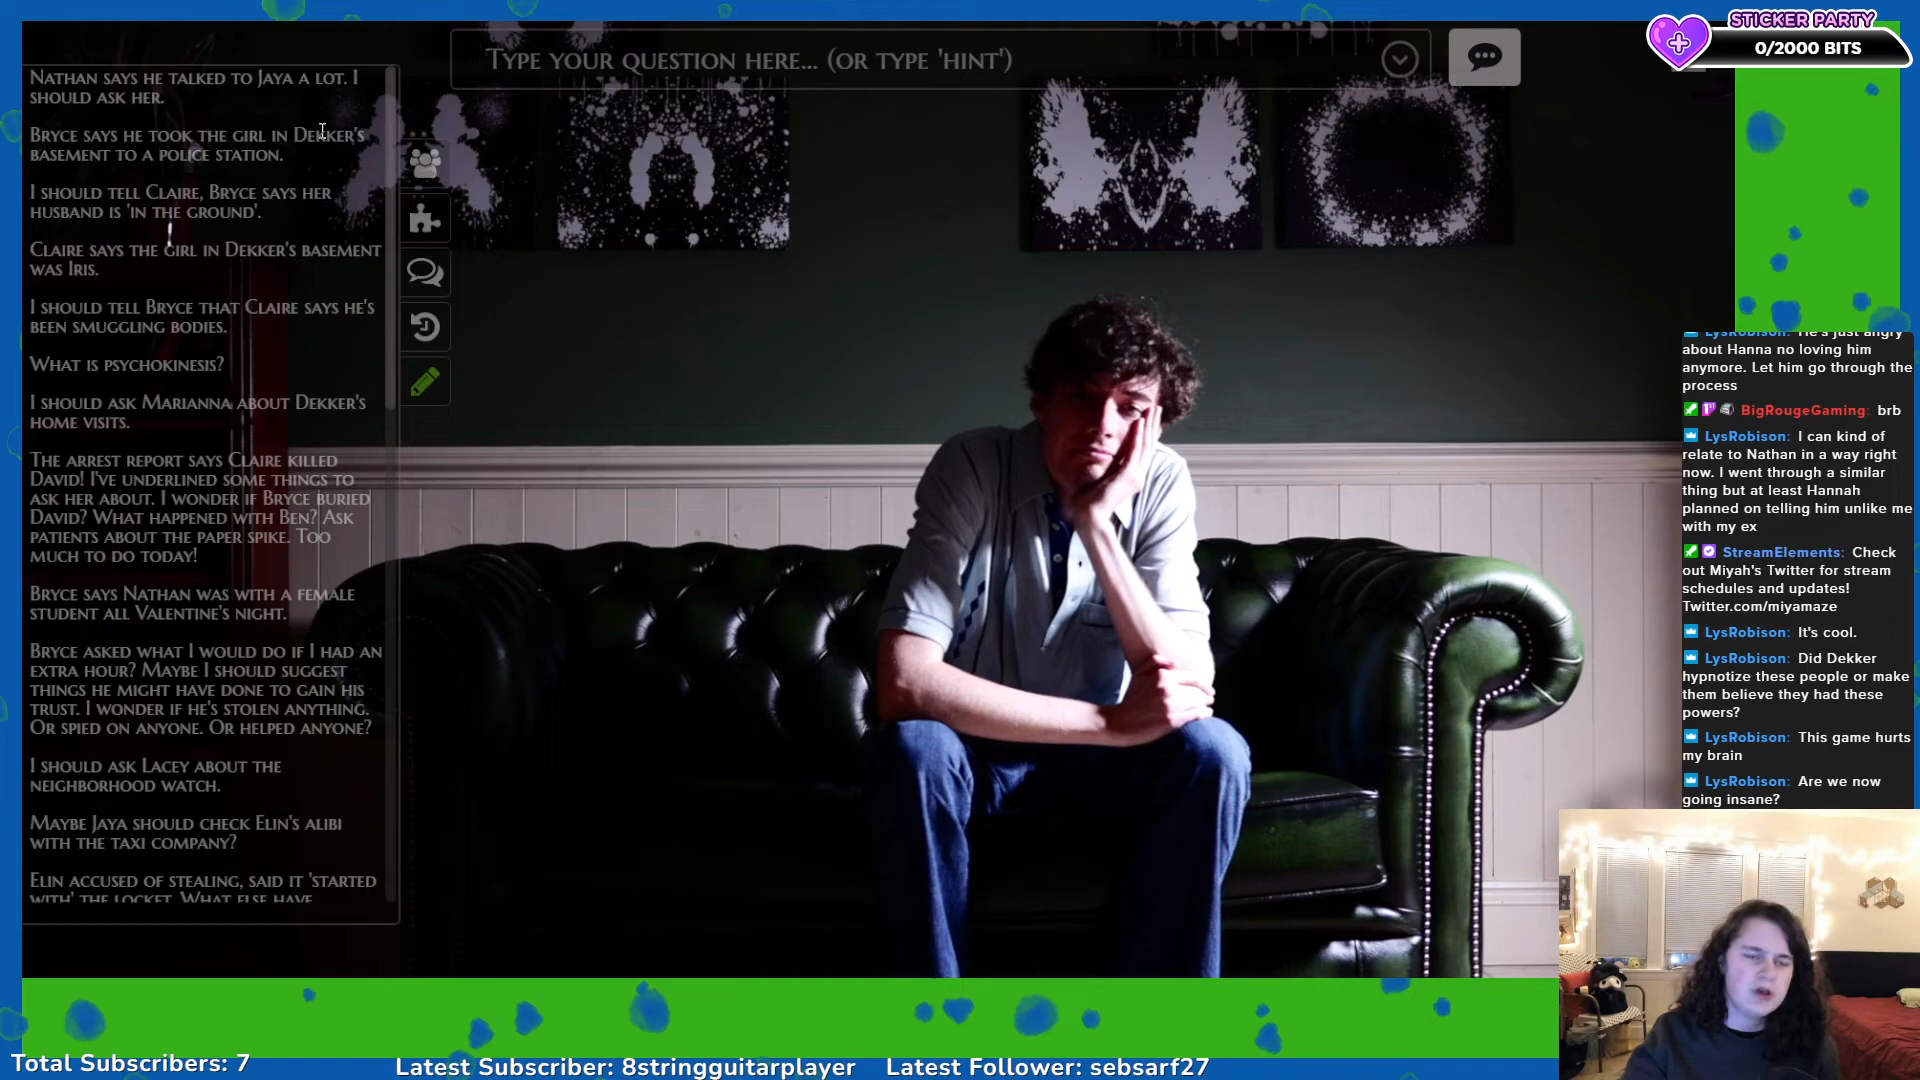 STICKER PARTY
0/2000 BITS
TYPE YOUR QUESTION HERE... (OR TYPE 'HINT')
NATHAN SAYS HE TALKED TO JAYA A LOT. I
SHOULD ASK HER.
BRYCE SAYS HE TOOK THE GIRL IN DEKKER'S
BASEMENT TO A POLICE STATION.
I SHOULD TELL CLAIRE, BRYCE SAYS HER
HUSBAND IS 'IN THE GROUND'.
CLAIRE SAYS THE GIRL IN DEKKER'S BASEMENT
WAS IRIS.
I SHOULD TELL BRYCE THAT CLAIRE SAYS HE'S
BEEN SMUGGLING BODIES.
WHAT IS PSYCHOKINESIS?
I SHOULD ASK MARIANNA ABOUT DEKKER'S
HOME VISITS.
THE ARREST REPORT SAYS CLAIRE KILLED
DAVID! I'VE UNDERLINED SOME THINGS TO
ASK HER ABOUT. I WONDER IF BRYCE BURIED
DAVID? WHAT HAPPENED WITH BEN? ASK
PATIENTS ABOUT THE PAPER SPIKE. TOO
MUCH TO DO TODAY!
BRYCE SAYS NATHAN WAS WITH A FEMALE
STUDENT ALL VALENTINE'S NIGHT.
BRYCE ASKED WHAT I WOULD DO IF I HAD AN
EXTRA HOUR? MAYBE I SHOULD SUGGEST
THINGS HE MIGHT HAVE DONE TO GAIN HIS
TRUST. I WONDER IF HE'S STOLEN ANYTHING.
OR SPIED ON ANYONE. OR HELPED ANYONE?
I SHOULD ASK LACEY ABOUT THE
NEIGHBORHOOD WATCH.
MAYBE JAYA SHOULD CHECK ELIN'S ALIBI
WITH THE TAXI COMPANY?
ELIN ACCUSED OF STEALING, SAID IT 'STARTED
WITH' THE LOCKET. WHAT ELSE HAVE
LysRobison: He's just angry
about Hanna no loving him
anymore. Let him go through the
process
BigRougeGaming: brb
LysRobison: I can kind of
relate to Nathan in a way right
now. I went through a similar
thing but at least Hannah
planned on telling him unlike me
with my ex
StreamElements: Check
out Miyah's Twitter for stream
schedules and updates!
Twitter.com/miyamaze
LysRobison: It's cool.
LysRobison: Did Dekker
hypnotize these people or make
them believe they had these
powers?
LysRobison: This game hurts
my brain
LysRobison: Are we now
going insane?
Total Subscribers: 7
Latest Subscriber: 8stringguitarplayer
Latest Follower: sebsarf27